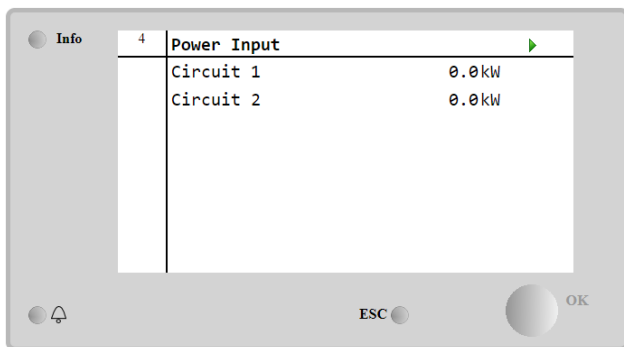 Info
4 Power Input
Circuit 1 0.0kW
Circuit 2 0.0kW
ESC
OK